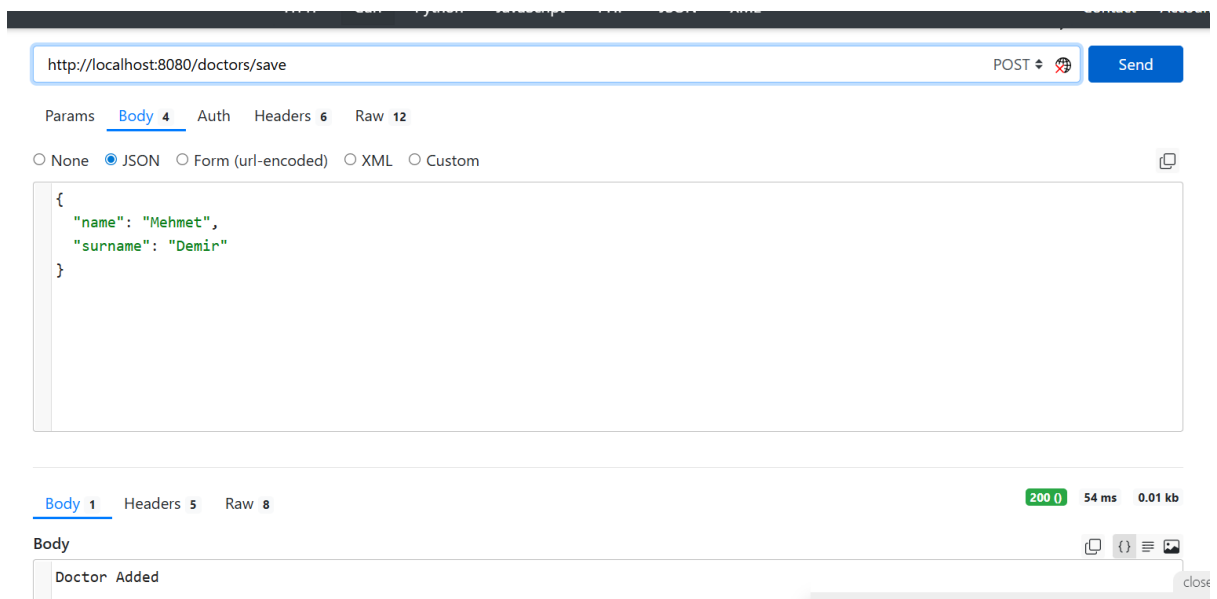 http://localhost:8080/doctors/save POST Send
Params Body 4 Auth Headers 6 Raw 12
None JSON Form (url-encoded) XML Custom
{
"name": "Mehmet",
"surname": "Demir"
}
Body 1 Headers 5 Raw 8 200 () 54 ms 0.01 kb
Body {}
Doctor Added
close